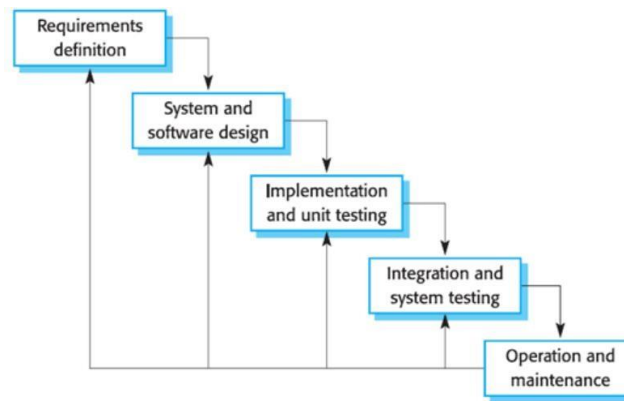 Requirements
definition
System and
software design
Implementation
and unit testing
Integration and
system testing
Operation and
maintenance